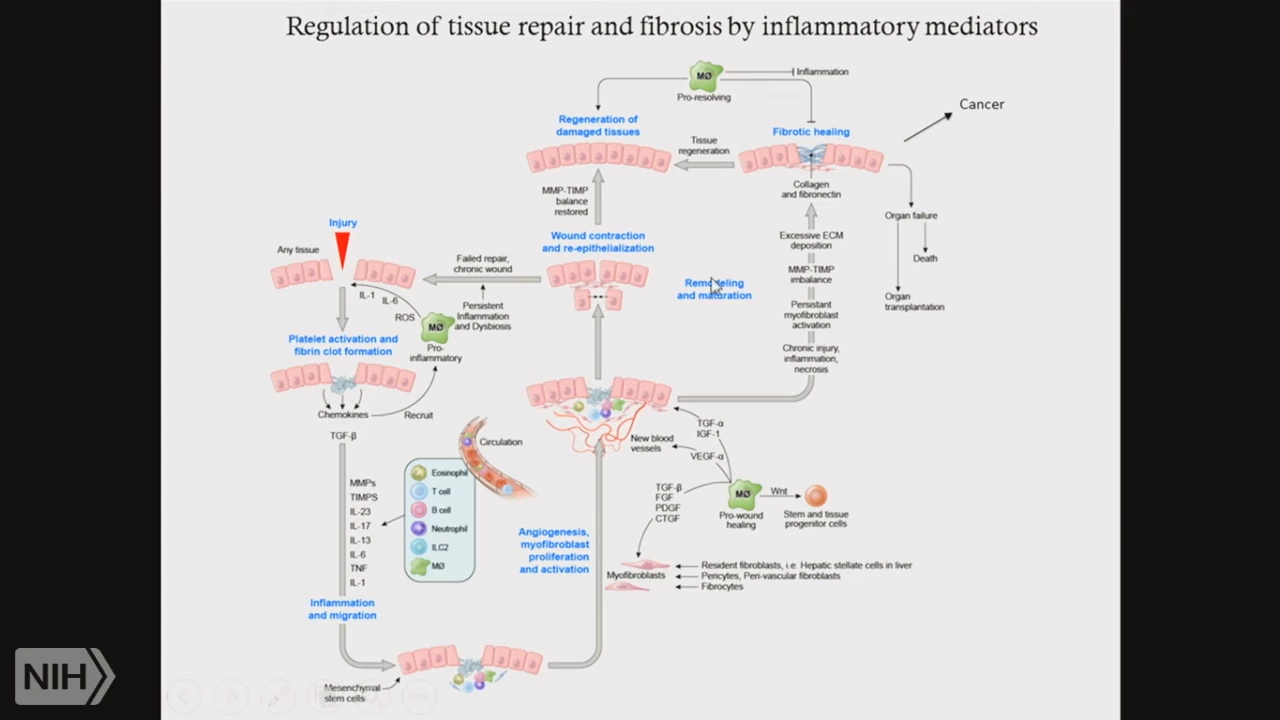 Regulation of tissue repair and fibrosis by inflammatory mediators
MØ
Inflammation
Pro-resolving
Cancer
Regeneration of
damaged tissues
Fibrotic healing
Tissue
regeneration
Collagen
and fibronectin
MMP-TIMP
balance
restored
Organ failure
Death
Organ
transplantation
Injury
Any tissue
Wound contraction
and re-epithelialization
Excessive ECM
deposition
MMP-TIMP
imbalance
Persistant
myofibroblast
activation
Chronic injury,
inflammation,
necrosis
Failed repair,
chronic wound
Remodeling
and maturation
IL-1
IL-6
ROS
MØ
Pro-
inflammatory
Persistent
Inflammation
and Dysbiosis
Platelet activation and
fibrin clot formation
Chemokines
Recruit
TGF-β
Circulation
New blood
vessels
TGF-α
IGF-1
VEGF-α
MMPs
TIMPS
IL-23
IL-17
IL-13
IL-6
TNF
IL-1
Eosinophil
T cell
B cell
Neutrophil
ILC2
MØ
TGF-β
FGF
PDGF
CTGF
MØ
Wnt
Pro-wound
healing
Stem and tissue
progenitor cells
Angiogenesis,
myofibroblast
proliferation
and activation
Myofibroblasts
Resident fibroblasts, i.e. Hepatic stellate cells in liver
Pericytes, Peri-vascular fibroblasts
Fibrocytes
Inflammation
and migration
Mesenchymal
stem cells
NIH